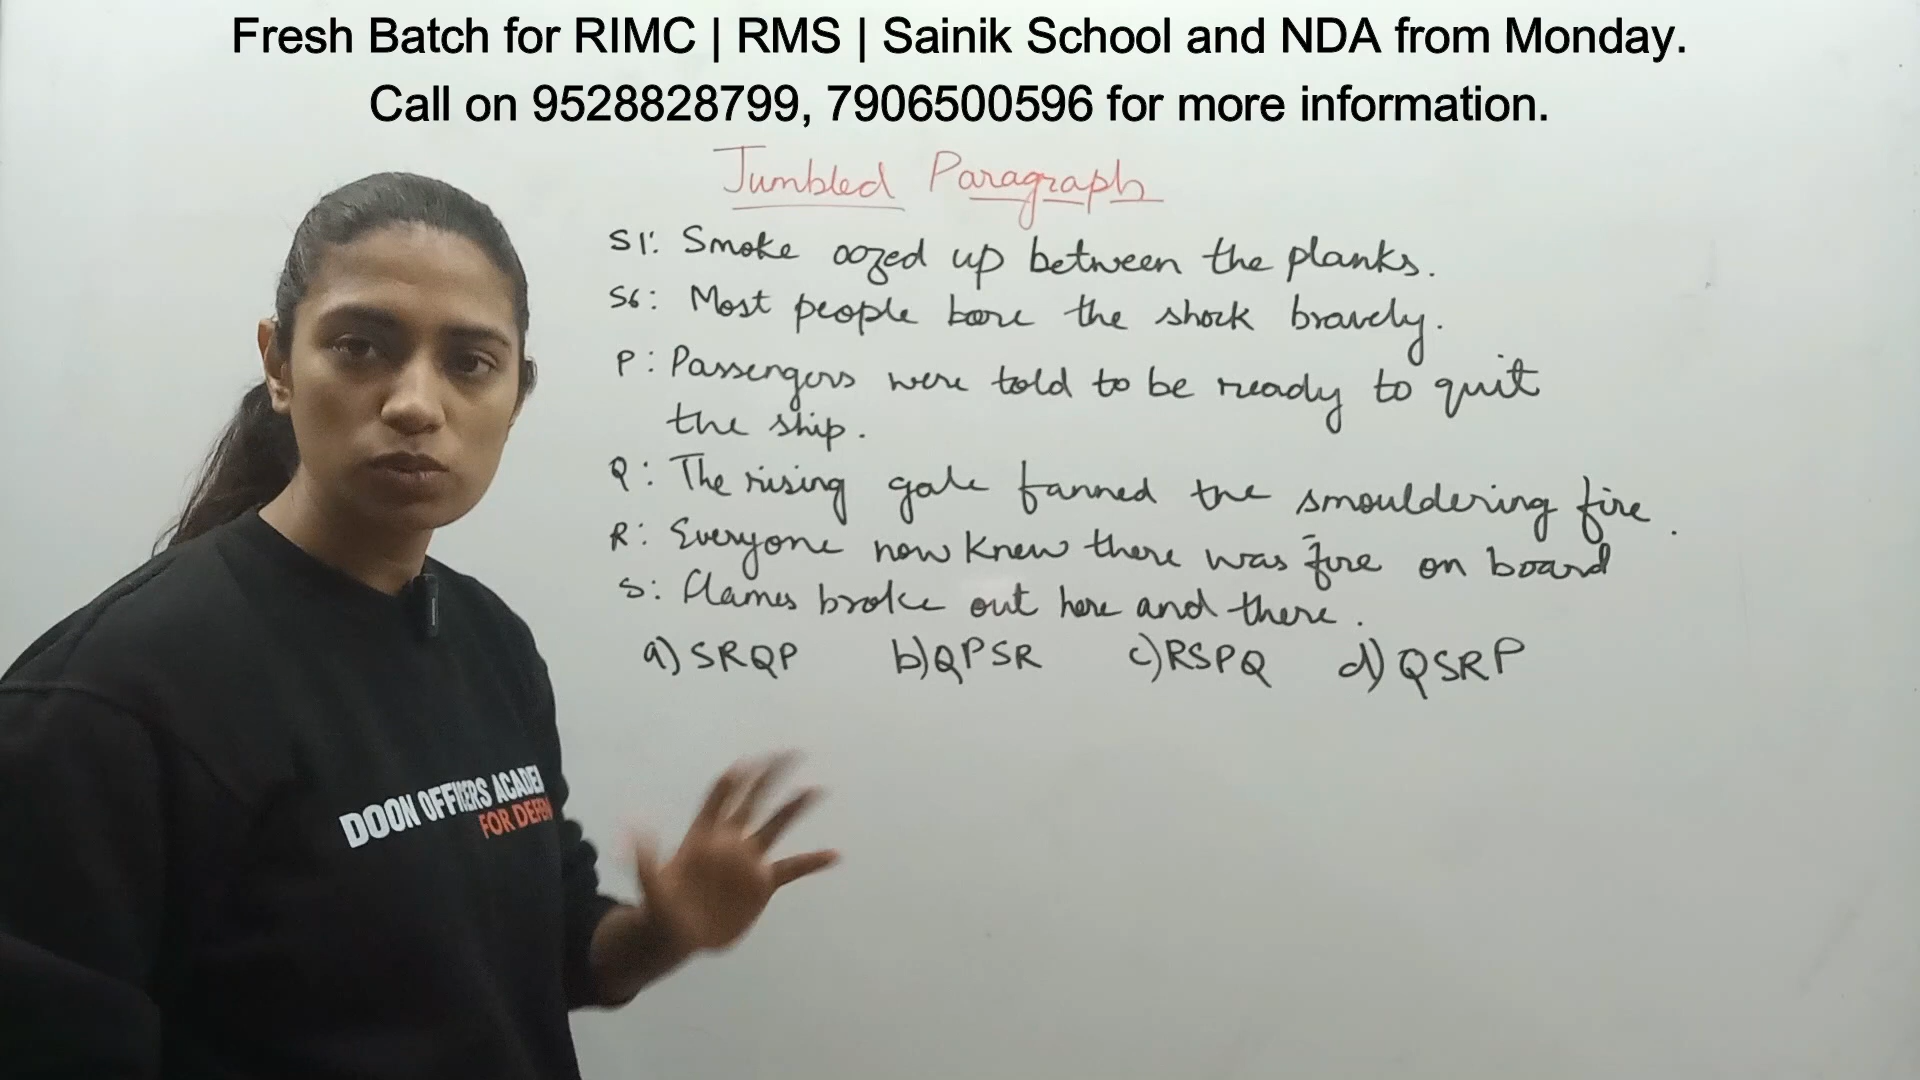 Fresh Batch for RIMC | RMS | Sainik School and NDA from Monday.
Call on 9528828799, 7906500596 for more information.
Jumbled Paragraph
S1: Smoke oozed up between the planks.
S6: Most people bore the shock bravely.
P: Passengers were told to be ready to quit
the ship.
Q: The rising gale fanned the smouldering fire.
R: Everyone now knew there was fire on board
S: Flames broke out here and there.
a) SRQP b) QPSR c) RSPQ d) QSRP
DOON OFFICERS ACADE
FOR DEFEN